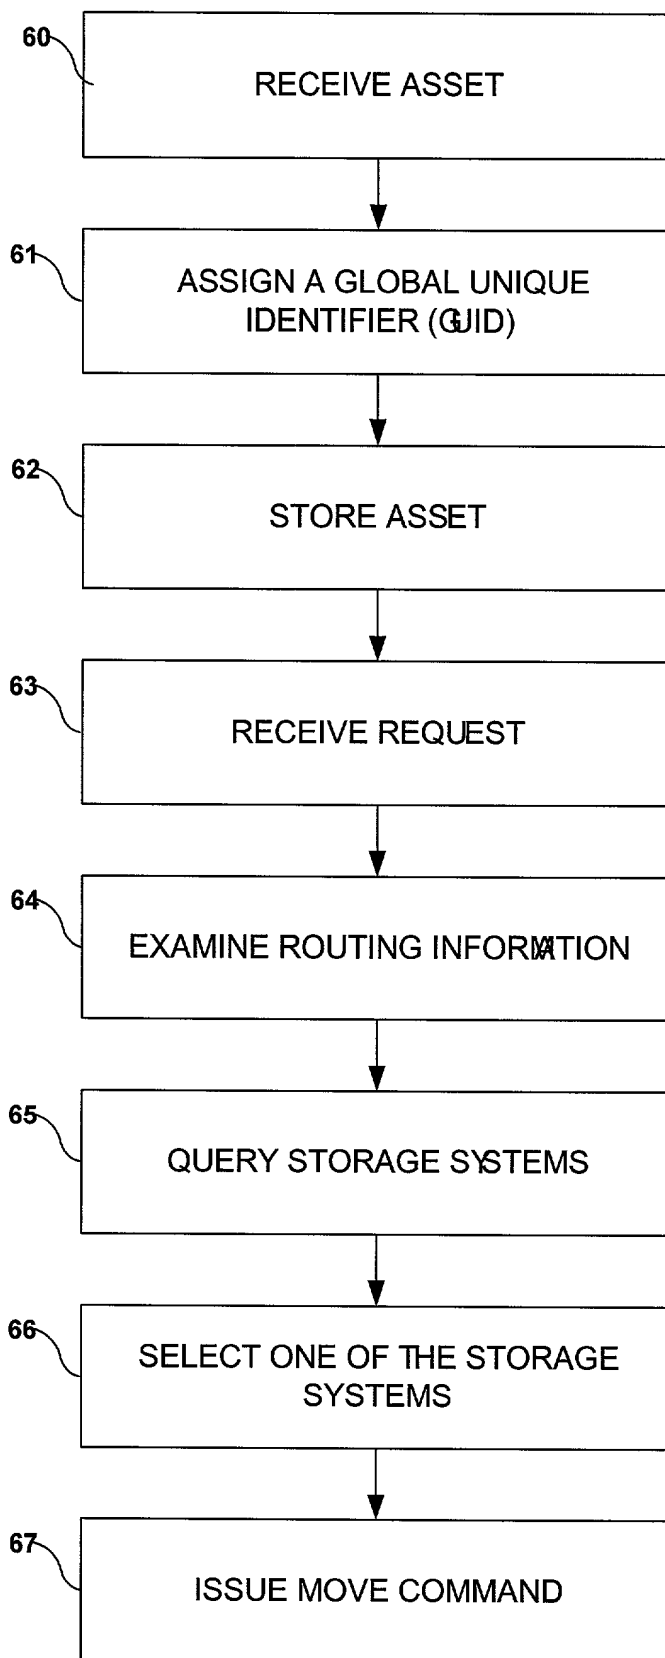 60
RECEIVE ASSET
61
ASSIGN A GLOBAL UNIQUE
IDENTIFIER (GUID)
62
STORE ASSET
63
RECEIVE REQUEST
64
EXAMINE ROUTING INFORMATION
65
QUERY STORAGE SYSTEMS
66
SELECT ONE OF THE STORAGE
SYSTEMS
67
ISSUE MOVE COMMAND